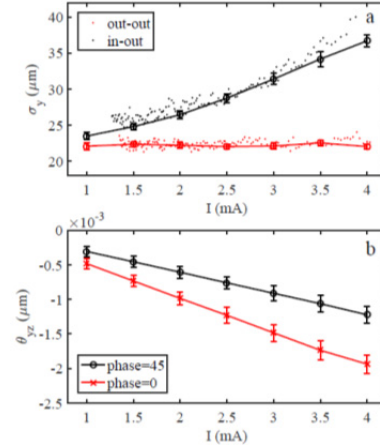 a
out-out
in-out
σy (μm)
40
35
30
25
20
1 1.5 2 2.5 3 3.5 4
I (mA)
×10-3
b
θyz (μm)
0
-0.5
-1
-1.5
-2
-2.5
phase=45
phase=0
1 1.5 2 2.5 3 3.5 4
I (mA)